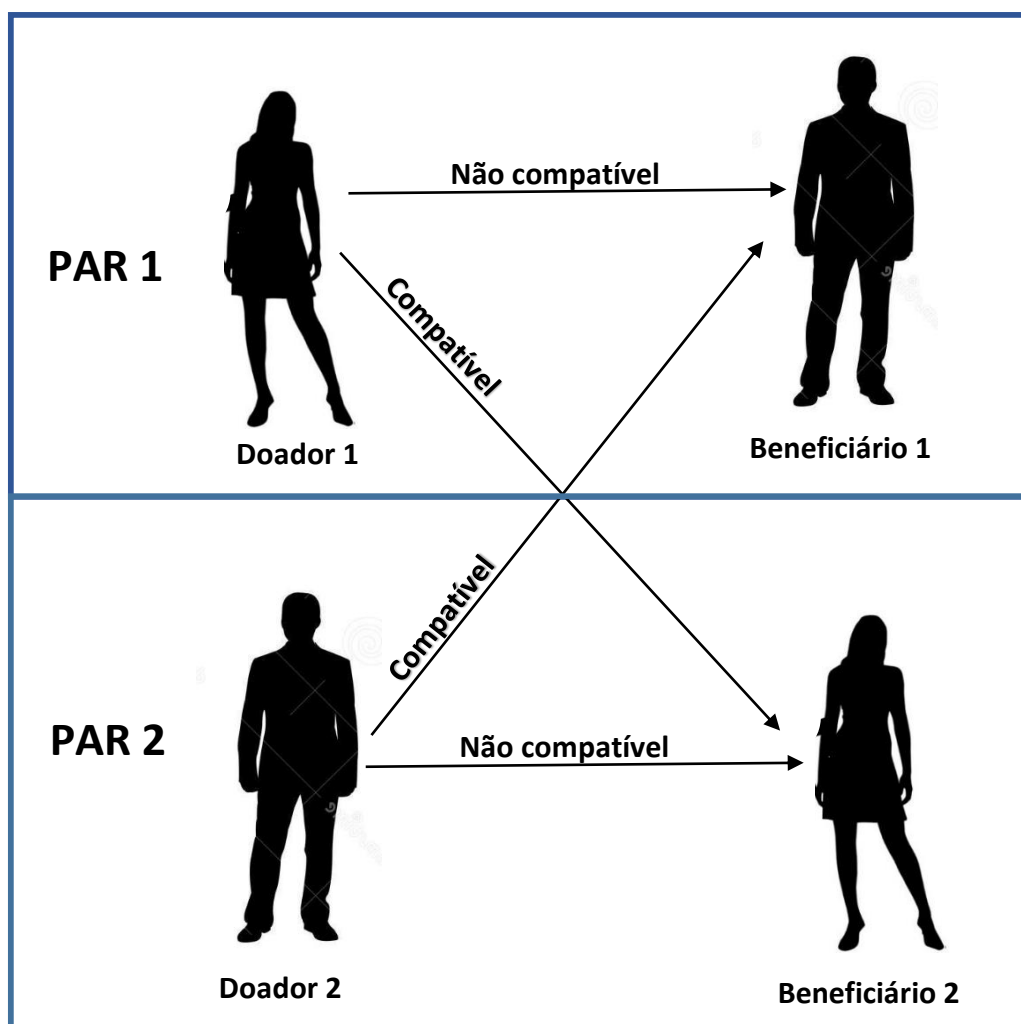 Não compatível
PAR 1
Compatível
Doador 1
Beneficiário 1
Compatível
PAR 2
Não compatível
Doador 2
Beneficiário 2